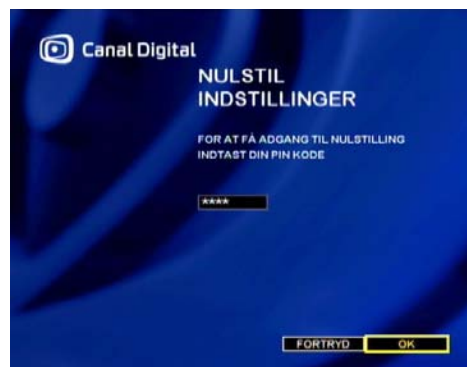 Canal Digital
NULSTIL
INDSTILLINGER
FOR AT FÅ ADGANG TIL NULSTILLING
INDTAST DIN PIN KODE
****
FORTRYD OK